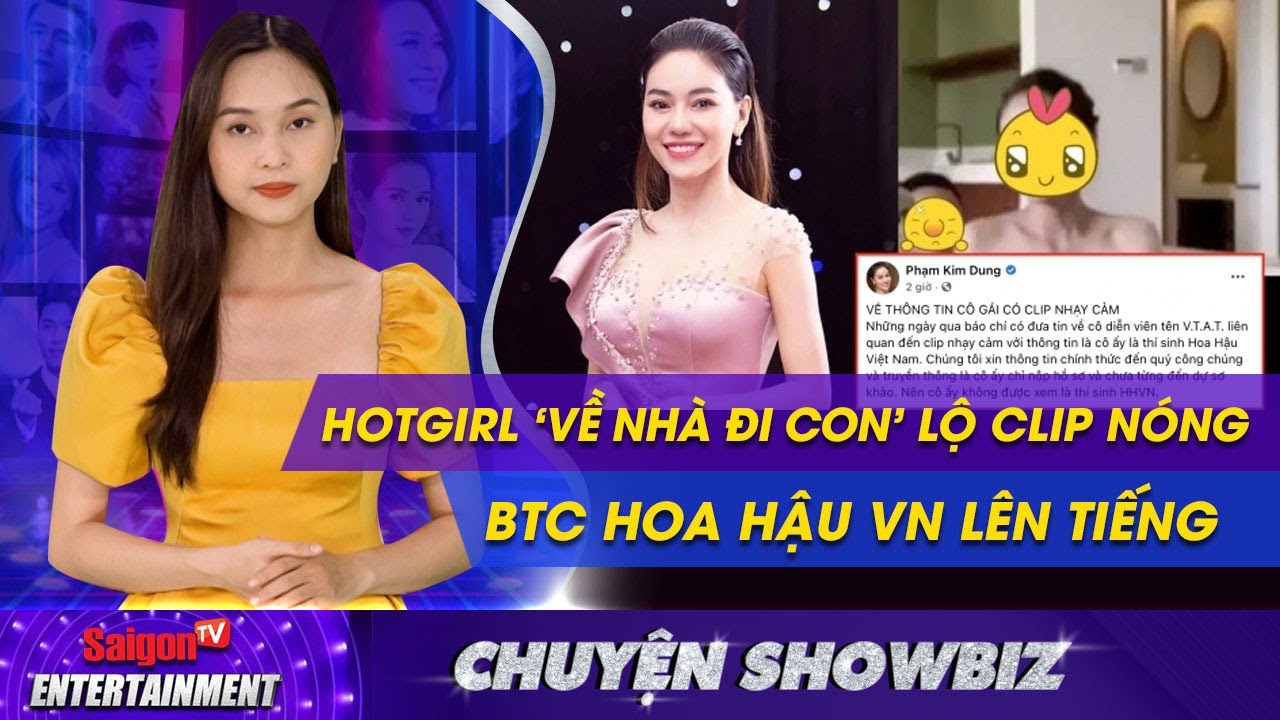 Phạm Kim Dung
2 giờ
VỀ THÔNG TIN CÔ GÁI CÓ CLIP NHẠY CẢM
Những ngày qua báo chí có đưa tin về cô diễn viên tên V.T.A.T. liên
quan đến clip nhạy cảm với thông tin là cô ấy là thí sinh Hoa Hậu
Việt Nam. Chúng tôi xin thông tin chính thức đến quý công chúng
và truyền thông là cô ấy chỉ nộp hồ sơ và chưa từng đến dự sơ
khảo. Nên cô ấy không được xem là thí sinh HHVN.
HOTGIRL ‘VỀ NHÀ ĐI CON’ LỘ CLIP NÓNG
BTC HOA HẬU VN LÊN TIẾNG
Saigon TV
ENTERTAINMENT
CHUYỆN SHOWBIZ